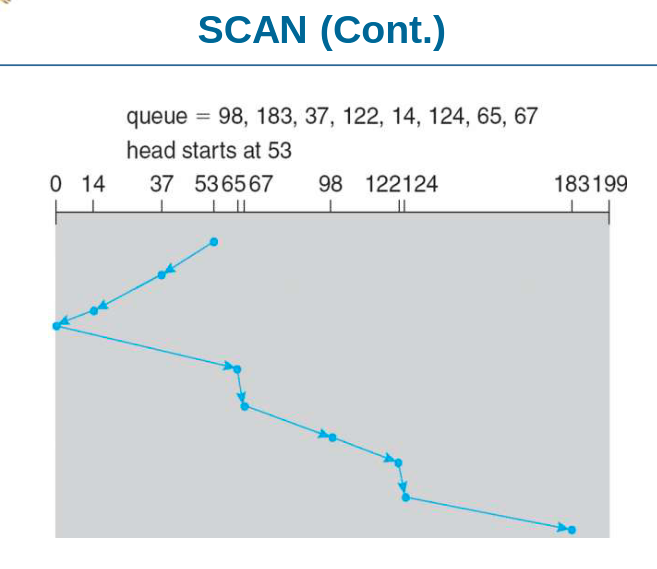 SCAN (Cont.)
queue = 98, 183, 37, 122, 14, 124, 65, 67
head starts at 53
0 14 37 53 65 67 98 122 124 183 199